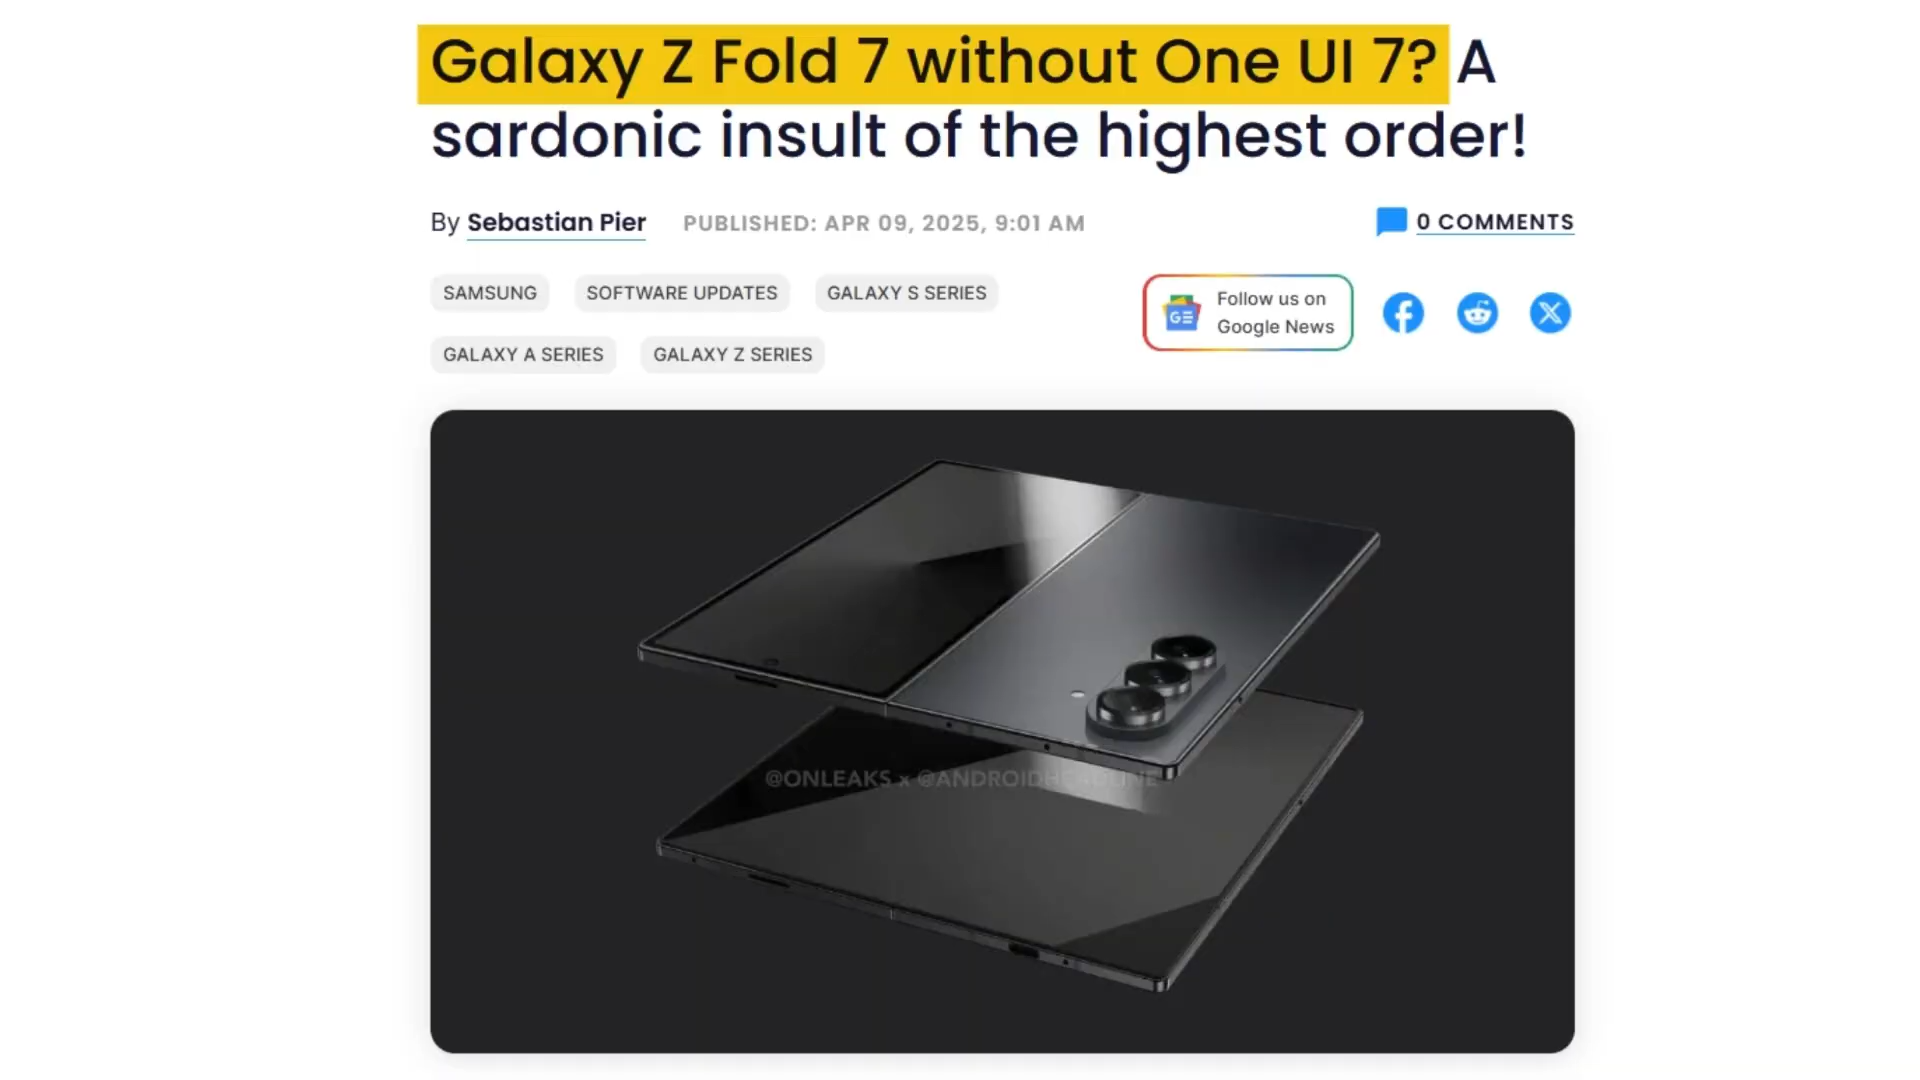 Galaxy Z Fold 7 without One UI 7? A
sardonic insult of the highest order!
By Sebastian Pier
PUBLISHED: APR 09, 2025, 9:01 AM
0 COMMENTS
SAMSUNG
SOFTWARE UPDATES
GALAXY S SERIES
GALAXY A SERIES
GALAXY Z SERIES
Follow us on
Google News
@ONLEAKS x @ANDROIDHEADLINE